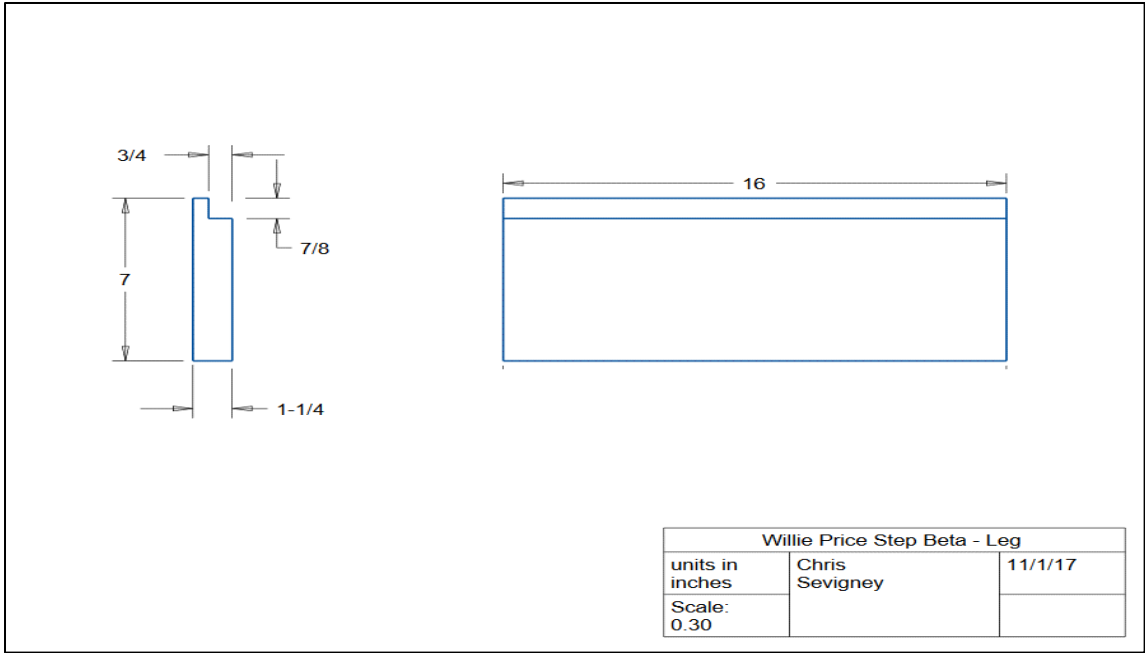 3/4
16
7/8
7
1-1/4
Willie Price Step Beta - Leg
units in
inches
Chris
Sevigney
11/1/17
Scale:
0.30